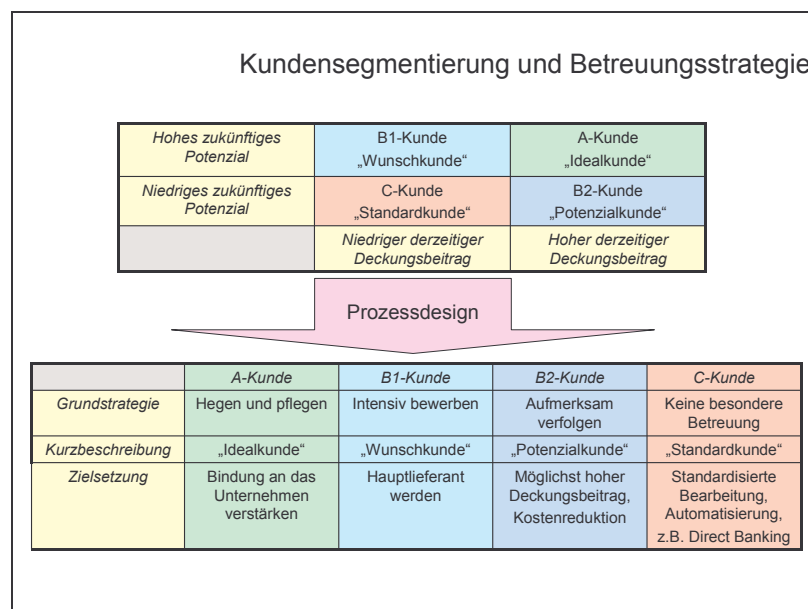 Kundensegmentierung und Betreuungsstrategie
Hohes zukünftiges
Potenzial
B1-Kunde
„Wunschkunde“
A-Kunde
„Idealkunde“
Niedriges zukünftiges
Potenzial
C-Kunde
„Standardkunde“
B2-Kunde
„Potenzialkunde“
Niedriger derzeitiger
Deckungsbeitrag
Hoher derzeitiger
Deckungsbeitrag
Prozessdesign
A-Kunde
B1-Kunde
B2-Kunde
C-Kunde
Grundstrategie
Hegen und pflegen
Intensiv bewerben
Aufmerksam
verfolgen
Keine besondere
Betreuung
Kurzbeschreibung
„Idealkunde“
„Wunschkunde“
„Potenzialkunde“
„Standardkunde“
Zielsetzung
Bindung an das
Unternehmen
verstärken
Hauptlieferant
werden
Möglichst hoher
Deckungsbeitrag,
Kostenreduktion
Standardisierte
Bearbeitung,
Automatisierung,
z.B. Direct Banking